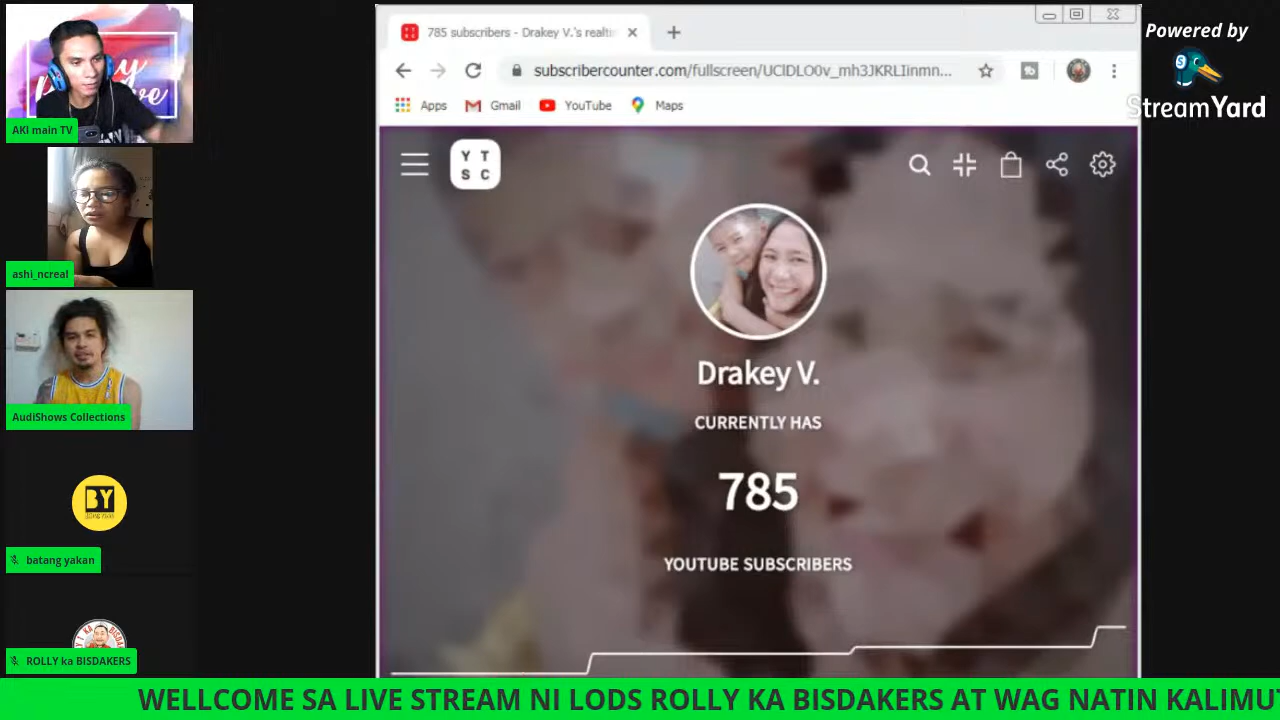 AKI main TV
ashi_ncreal
AudiShows Collections
BY
batang yakan
ROLLY ka BISDAKERS
785 subscribers - Drakey V.'s realti
subscribercounter.com/fullscreen/UClDLO0v_mh3JKRLIinmn...
Apps Gmail YouTube Maps
Y T
S C
Drakey V.
CURRENTLY HAS
785
YOUTUBE SUBSCRIBERS
Powered by
StreamYard
WELLCOME SA LIVE STREAM NI LODS ROLLY KA BISDAKERS AT WAG NATIN KALIMUT